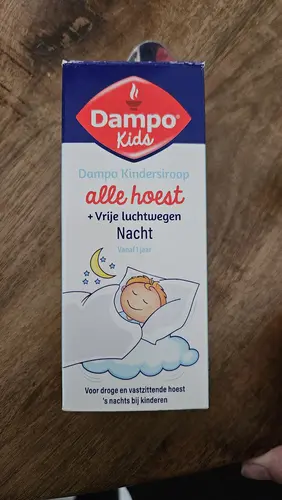 Dampo®
Kids
Dampo Kindersiroop
alle hoest
+ Vrije luchtwegen
Nacht
Vanaf 1 jaar
Voor droge en vastzittende hoest
's nachts bij kinderen